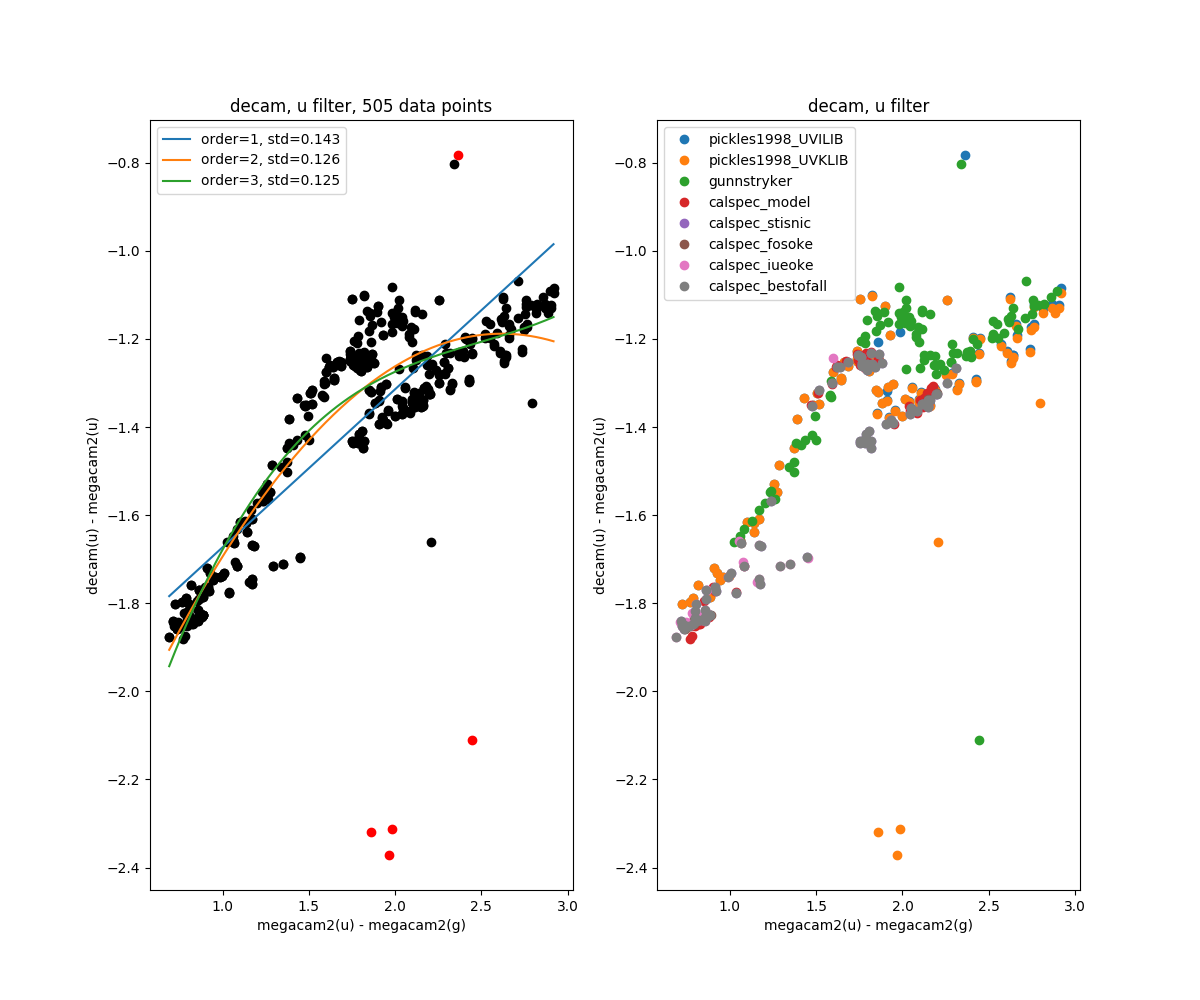 decam, u filter, 505 data points
order=1, std=0.143
order=2, std=0.126
order=3, std=0.125
−0.8
−1.0
−1.2
−1.4
−1.6
−1.8
−2.0
−2.2
−2.4
decam(u) - megacam2(u)
1.0 1.5 2.0 2.5 3.0
megacam2(u) - megacam2(g)
decam, u filter
pickles1998_UVILIB
pickles1998_UVKLIB
gunnstryker
calspec_model
calspec_stisnic
calspec_fosoke
calspec_iueoke
calspec_bestofall
−0.8
−1.0
−1.2
−1.4
−1.6
−1.8
−2.0
−2.2
−2.4
decam(u) - megacam2(u)
1.0 1.5 2.0 2.5 3.0
megacam2(u) - megacam2(g)